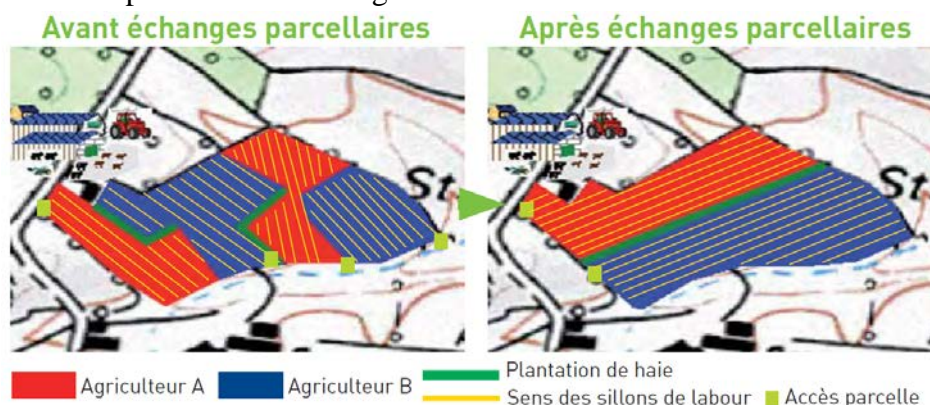 Avant échanges parcellaires
Après échanges parcellaires
St
St
Agriculteur A
Agriculteur B
Plantation de haie
Sens des sillons de labour
Accès parcelle